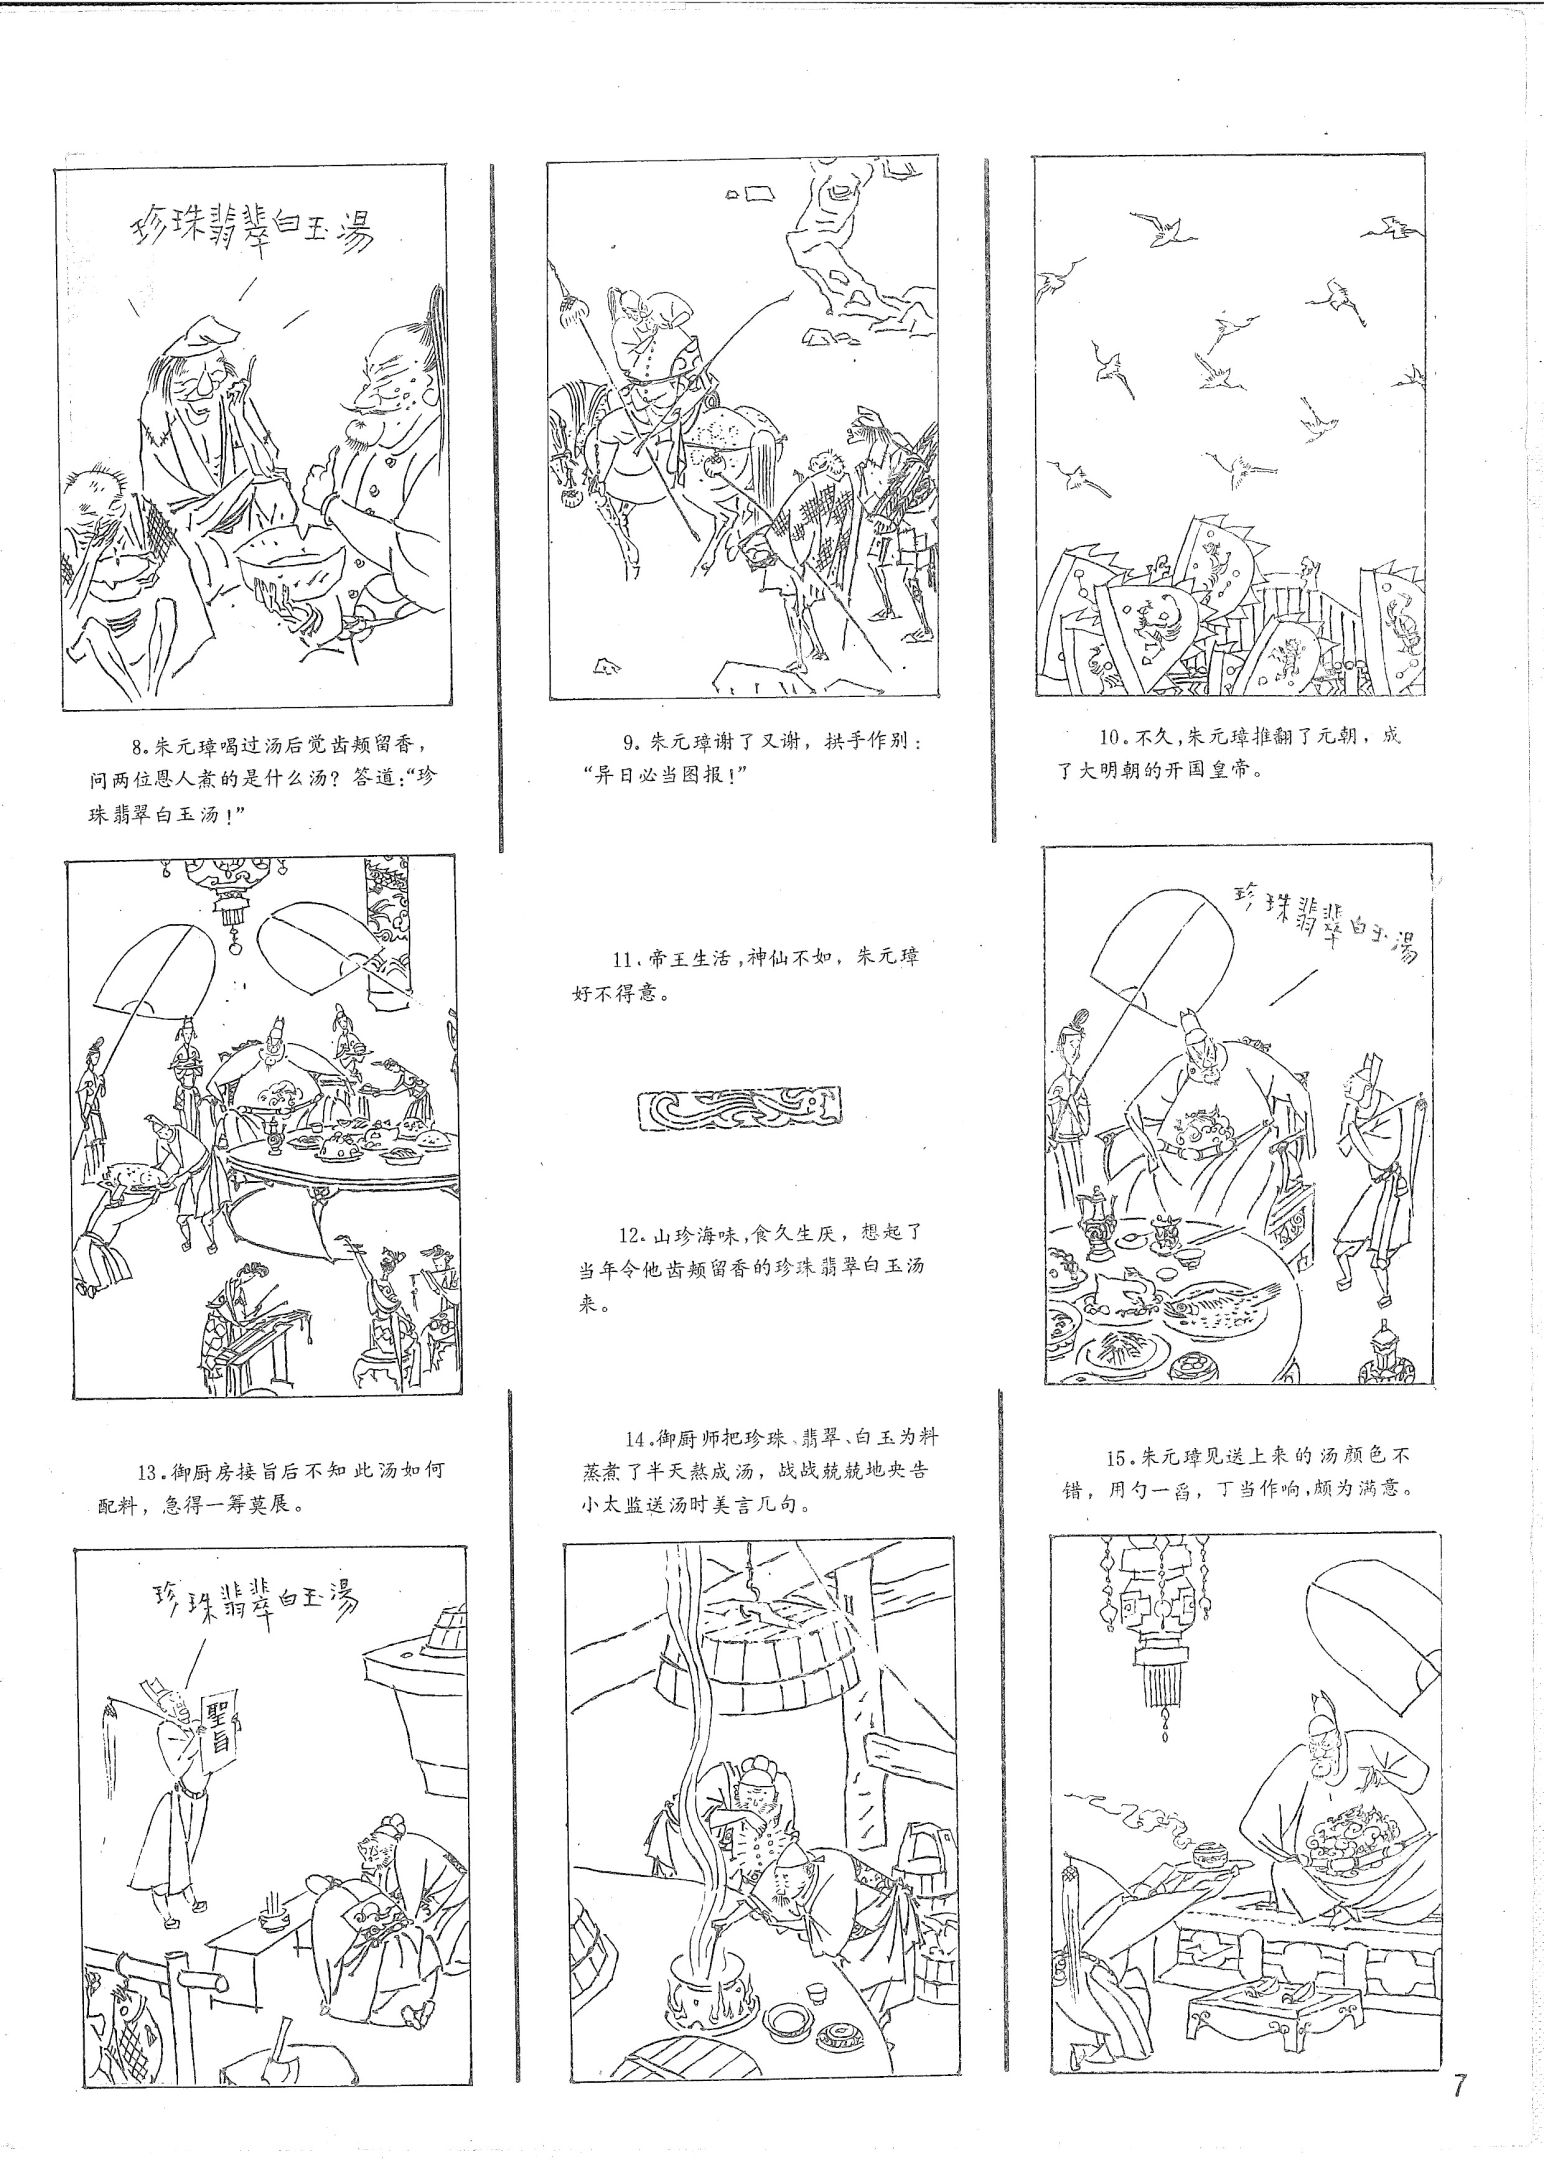 珍珠翡翠白玉湯
8。朱元璋喝过汤后觉齿颊留香，
问两位恩人煮的是什么汤？答道：“珍
珠翡翠白玉汤！”
9。朱元璋谢了又谢，拱手作别：
“异日必当图报！”
10。不久，朱元璋推翻了元朝，成
了大明朝的开国皇帝。
11、帝王生活，神仙不如，朱元璋
好不得意。
12。山珍海味，食久生厌，想起了
当年令他齿颊留香的珍珠翡翠白玉汤
来。
珍珠翡翠白玉湯
13。御厨房接旨后不知此汤如何
配料，急得一筹莫展。
珍珠翡翠白玉湯
聖旨
14。御厨师把珍珠、翡翠、白玉为料
蒸煮了半天熬成汤，战战兢兢地央告
小太监送汤时美言几句。
15。朱元璋见送上来的汤颜色不
错，用勺一舀，丁当作响，颇为满意。
7